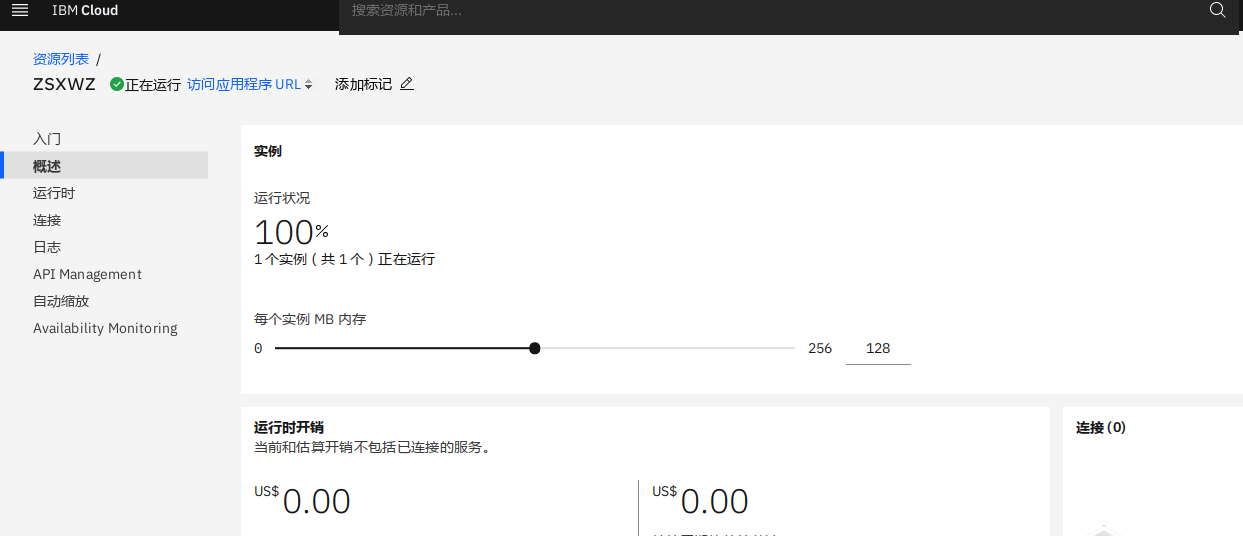 IBM Cloud
搜索资源和产品...
资源列表 /
ZSXWZ 正在运行 访问应用程序 URL 添加标记
入门
概述
运行时
连接
日志
API Management
自动缩放
Availability Monitoring
实例
运行状况
100%
1 个实例 ( 共 1 个 ) 正在运行
每个实例 MB 内存
0 256 128
运行时开销
当前和估算开销不包括已连接的服务。
US$ 0.00
US$ 0.00
连接 (0)